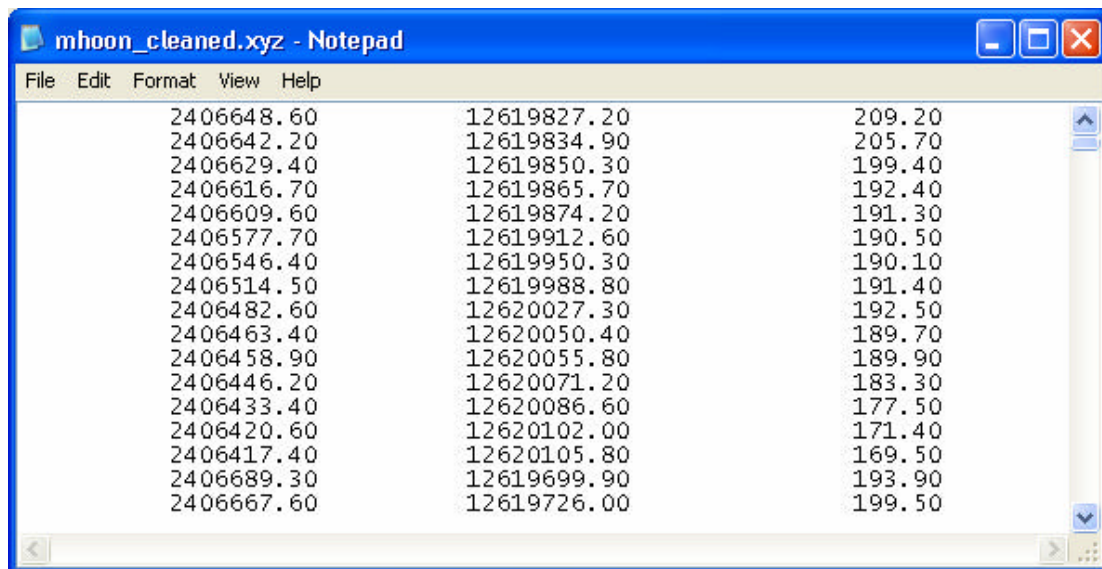 mhoon_cleaned.xyz - Notepad
File Edit Format View Help
2406648.60 12619827.20 209.20
2406642.20 12619834.90 205.70
2406629.40 12619850.30 199.40
2406616.70 12619865.70 192.40
2406609.60 12619874.20 191.30
2406577.70 12619912.60 190.50
2406546.40 12619950.30 190.10
2406514.50 12619988.80 191.40
2406482.60 12620027.30 192.50
2406463.40 12620050.40 189.70
2406458.90 12620055.80 189.90
2406446.20 12620071.20 183.30
2406433.40 12620086.60 177.50
2406420.60 12620102.00 171.40
2406417.40 12620105.80 169.50
2406689.30 12619699.90 193.90
2406667.60 12619726.00 199.50